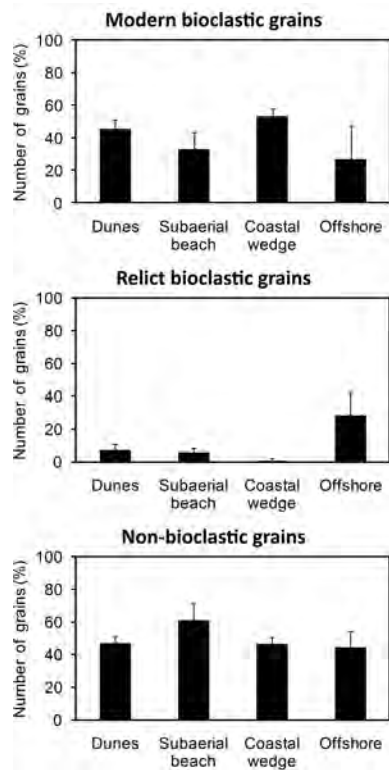 Modern bioclastic grains
Number of grains (%)
100
80
60
40
20
0
Dunes Subaerial beach Coastal wedge Offshore
Relict bioclastic grains
Number of grains (%)
100
80
60
40
20
0
Dunes Subaerial beach Coastal wedge Offshore
Non-bioclastic grains
Number of grains (%)
100
80
60
40
20
0
Dunes Subaerial beach Coastal wedge Offshore